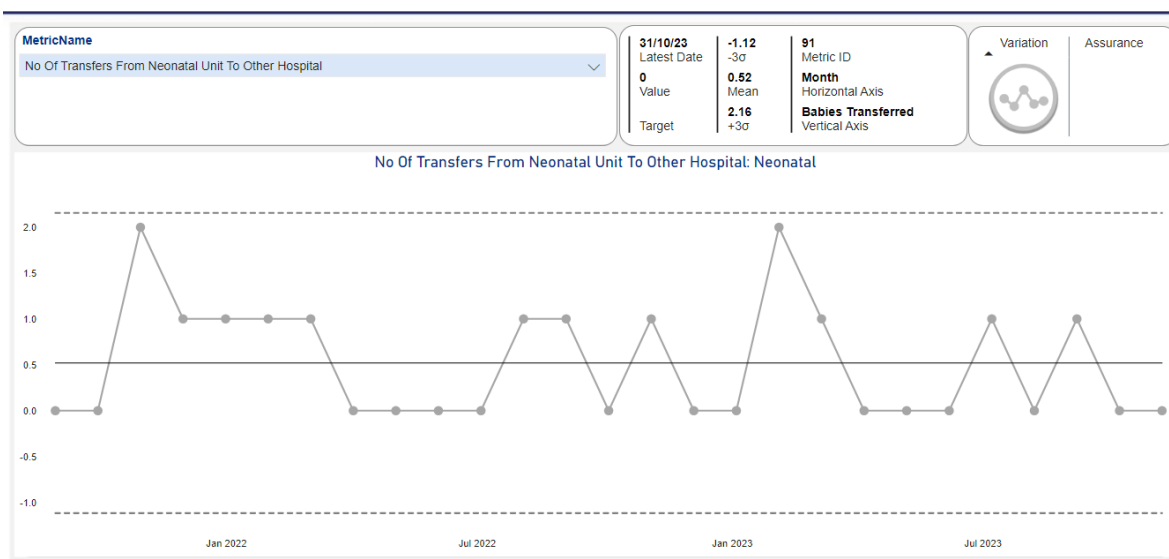 MetricName
No Of Transfers From Neonatal Unit To Other Hospital
31/10/23
Latest Date
0
Value
Target
-1.12
-3σ
0.52
Mean
2.16
+3σ
91
Metric ID
Month
Horizontal Axis
Babies Transferred
Vertical Axis
Variation
Assurance
No Of Transfers From Neonatal Unit To Other Hospital: Neonatal
2.0
1.5
1.0
0.5
0.0
-0.5
-1.0
Jan 2022
Jul 2022
Jan 2023
Jul 2023